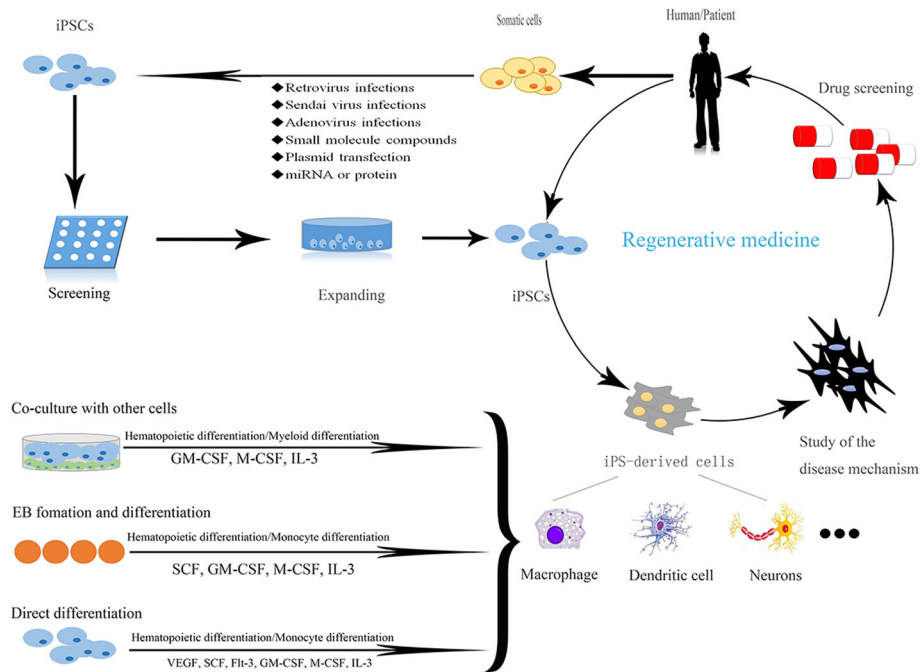 iPSCs
Somatic cells
Human/Patient
Drug screening
◆Retrovirus infections
◆Sendai virus infections
◆Adenovirus infections
◆Small molecule compounds
◆Plasmid transfection
◆miRNA or protein
Regenerative medicine
Screening
Expanding
iPSCs
Co-culture with other cells
Hematopoietic differentiation/Myeloid differentiation
GM-CSF, M-CSF, IL-3
Study of the
disease mechanism
iPS-derived cells
EB fomation and differentiation
Hematopoietic differentiation/Monocyte differentiation
SCF, GM-CSF, M-CSF, IL-3
Macrophage
Dendritic cell
Neurons
Direct differentiation
Hematopoietic differentiation/Monocyte differentiation
VEGF, SCF, Flt-3, GM-CSF, M-CSF, IL-3